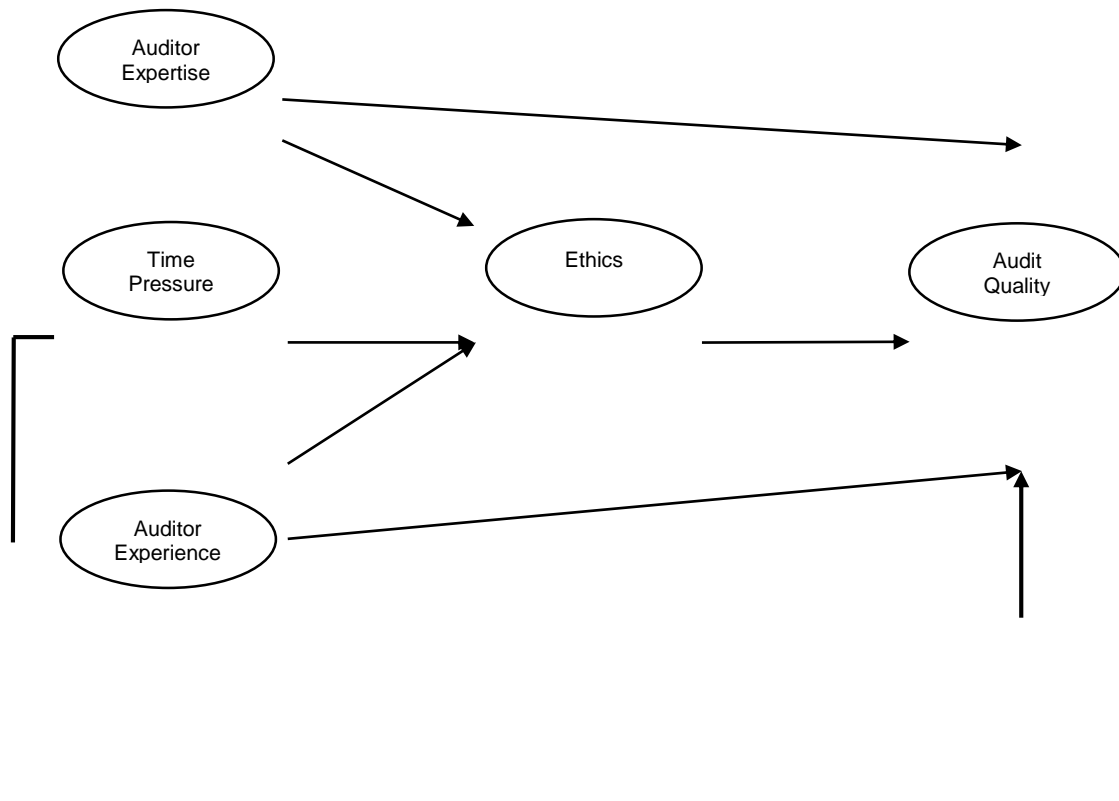 Auditor
Expertise
Time
Pressure
Ethics
Audit
Quality
Auditor
Experience